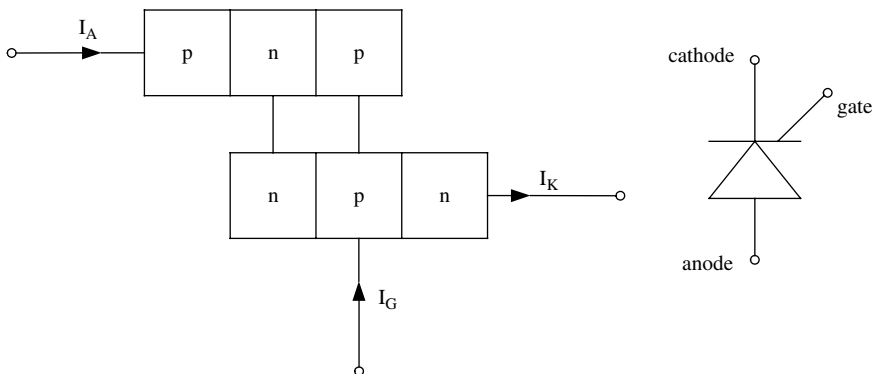 I_A
p n p
n p n
I_K
I_G
cathode
gate
anode